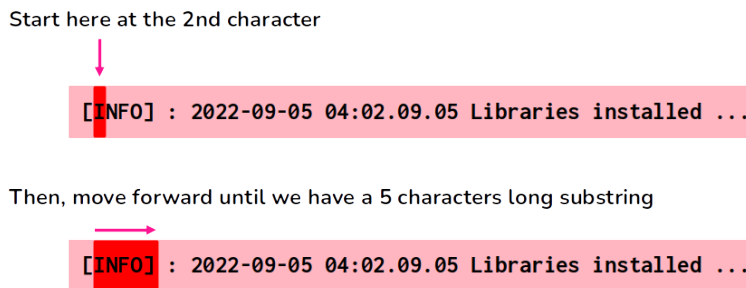 Start here at the 2nd character
[INFO] : 2022-09-05 04:02.09.05 Libraries installed ...
Then, move forward until we have a 5 characters long substring
[INFO] : 2022-09-05 04:02.09.05 Libraries installed ...